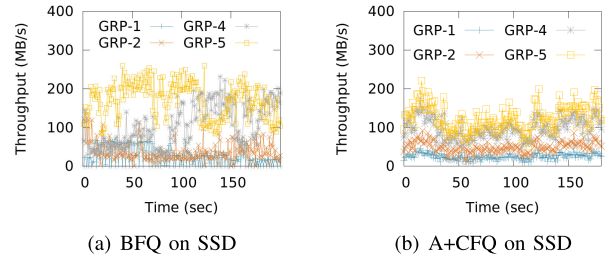 400
300
200
100
0
Throughput (MB/s)
GRP-1 GRP-4
GRP-2 GRP-5
0 50 100 150
Time (sec)
(a) BFQ on SSD
400
300
200
100
0
Throughput (MB/s)
GRP-1 GRP-4
GRP-2 GRP-5
0 50 100 150
Time (sec)
(b) A+CFQ on SSD